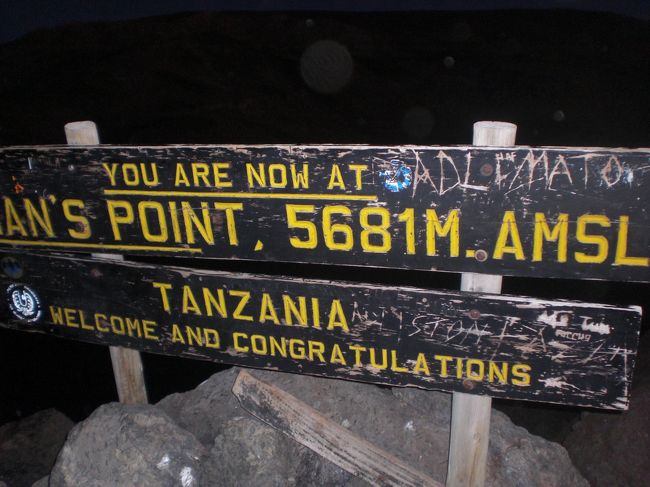 YOU ARE NOW AT
AN'S POINT, 5681M. AMSL
TANZANIA
WELCOME AND CONGRATULATIONS